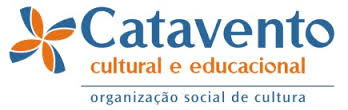 Catavento
cultural e educacional
organização social de cultura